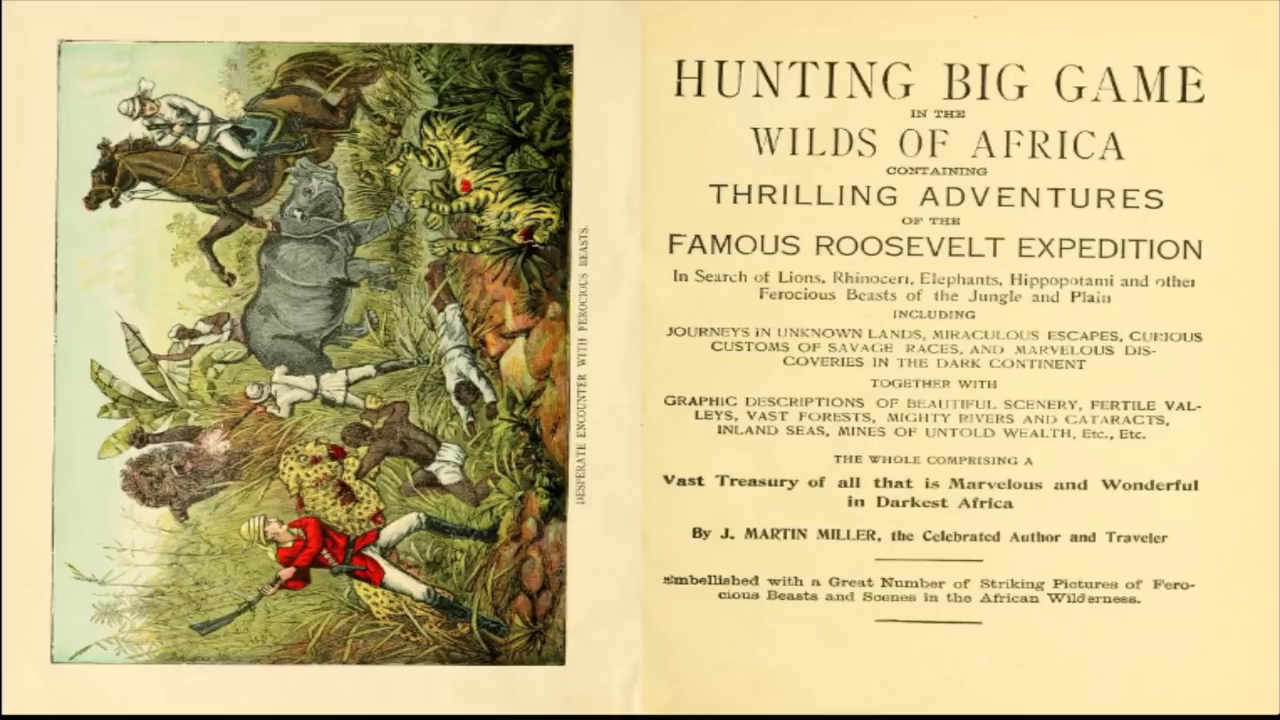 DESPERATE ENCOUNTER WITH FEROCIOUS BEASTS.
HUNTING BIG GAME
IN THE
WILDS OF AFRICA
CONTAINING
THRILLING ADVENTURES
OF THE
FAMOUS ROOSEVELT EXPEDITION
In Search of Lions, Rhinoceri, Elephants, Hippopotami and other
Ferocious Beasts of the Jungle and Plain
INCLUDING
JOURNEYS IN UNKNOWN LANDS, MIRACULOUS ESCAPES, CURIOUS
CUSTOMS OF SAVAGE RACES, AND MARVELOUS DIS-
COVERIES IN THE DARK CONTINENT
TOGETHER WITH
GRAPHIC DESCRIPTIONS OF BEAUTIFUL SCENERY, FERTILE VAL-
LEYS, VAST FORESTS, MIGHTY RIVERS AND CATARACTS,
INLAND SEAS, MINES OF UNTOLD WEALTH, Etc., Etc.
THE WHOLE COMPRISING A
Vast Treasury of all that is Marvelous and Wonderful
in Darkest Africa
By J. MARTIN MILLER, the Celebrated Author and Traveler
Embellished with a Great Number of Striking Pictures of Fero-
cious Beasts and Scenes in the African Wilderness.